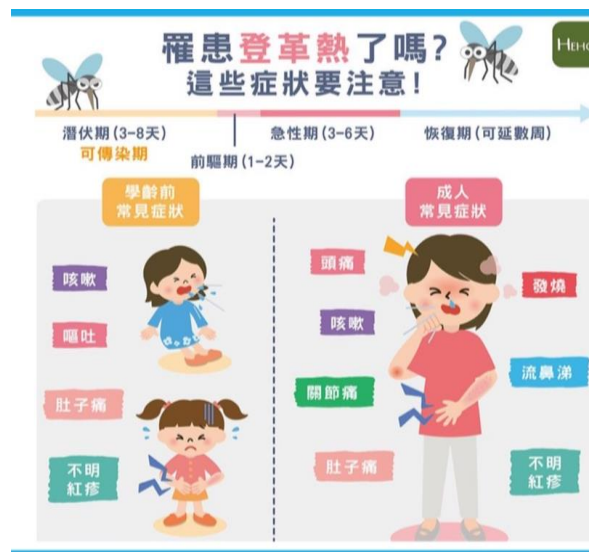 罹患登革熱了嗎?
這些症狀要注意!
潛伏期(3-8天)
可傳染期
前驅期(1-2天)
急性期(3-6天)
恢復期(可延數周)
學齡前
常見症狀
咳嗽
嘔吐
肚子痛
不明
紅疹
成人
常見症狀
頭痛
發燒
咳嗽
關節痛
流鼻涕
肚子痛
不明
紅疹